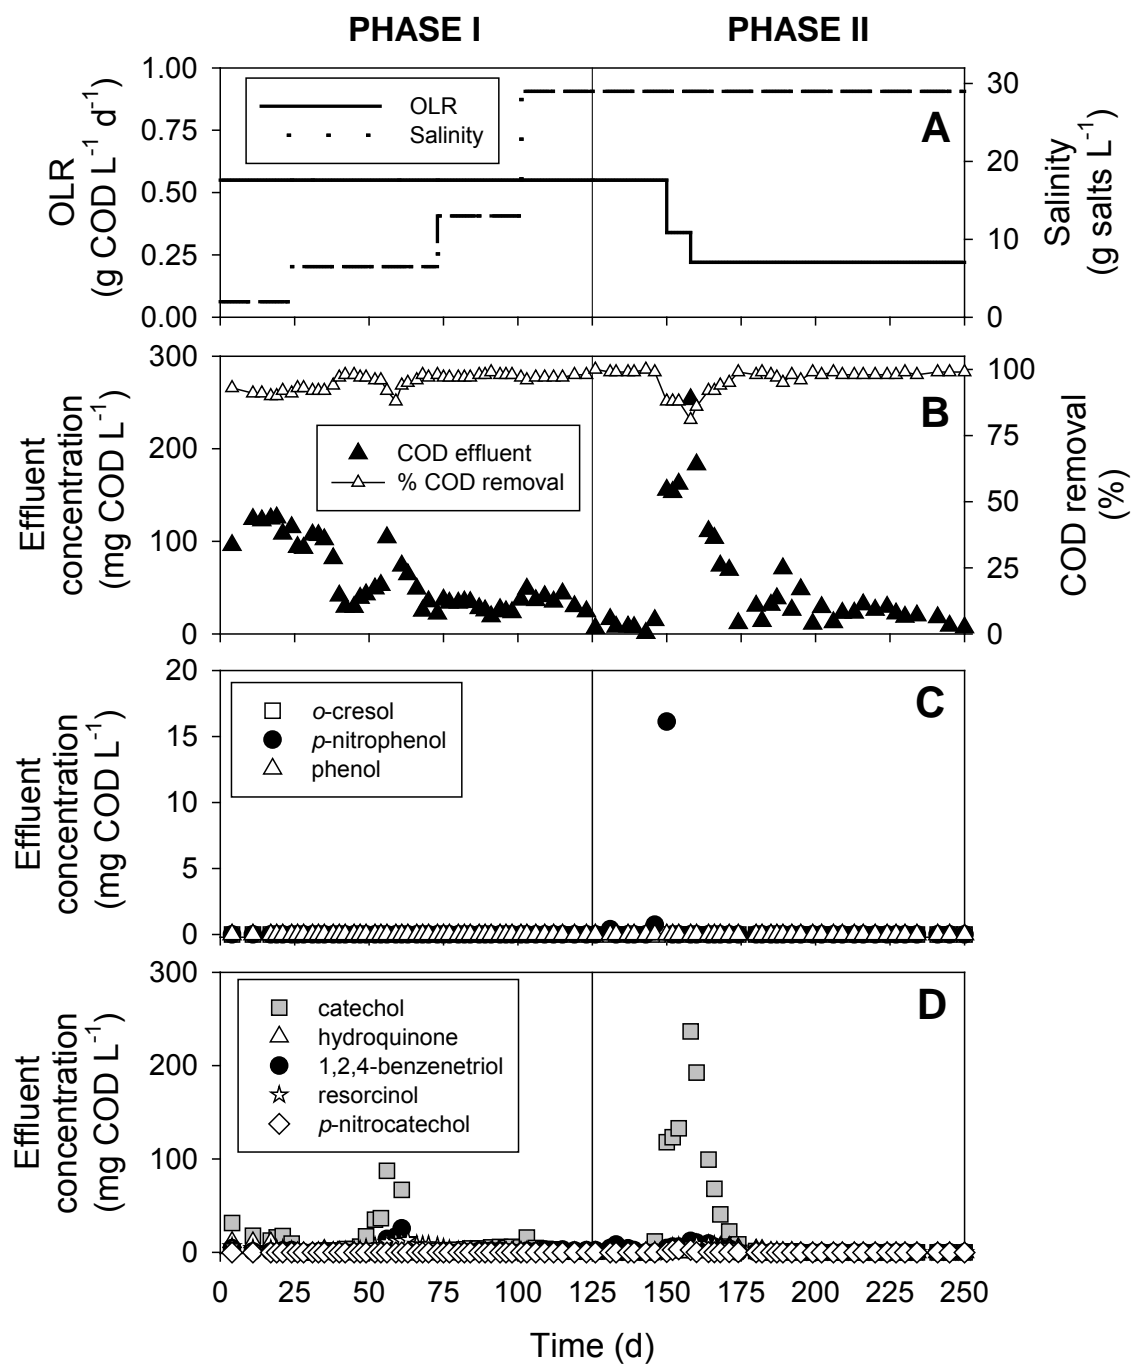 PHASE I PHASE II
OLR
(g COD L-1 d-1)
1.00
0.75
0.50
0.25
0.00
OLR
Salinity
A
30
20
10
0
Salinity
(g salts L-1)
Effluent
concentration
(mg COD L-1)
300
200
100
0
COD effluent
% COD removal
B
100
75
50
25
0
COD removal
(%)
Effluent
concentration
(mg COD L-1)
20
15
10
5
0
o-cresol
p-nitrophenol
phenol
C
Effluent
concentration
(mg COD L-1)
300
200
100
0
catechol
hydroquinone
1,2,4-benzenetriol
resorcinol
p-nitrocatechol
D
0 25 50 75 100 125 150 175 200 225 250
Time (d)